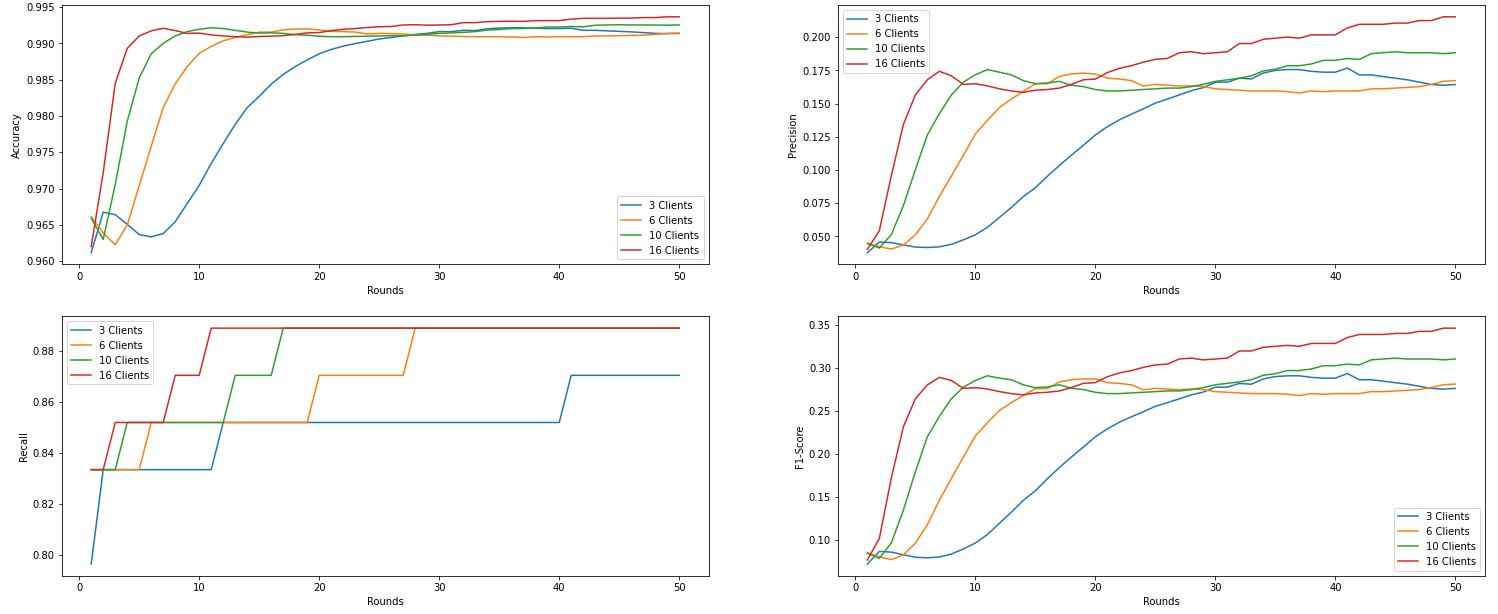 0.995
0.990
0.985
0.980
0.975
0.970
0.965
0.960
Accuracy
0 10 20 30 40 50
Rounds
3 Clients
6 Clients
10 Clients
16 Clients
0.200
0.175
0.150
0.125
0.100
0.075
0.050
Precision
0 10 20 30 40 50
Rounds
3 Clients
6 Clients
10 Clients
16 Clients
0.88
0.86
0.84
0.82
0.80
Recall
0 10 20 30 40 50
Rounds
3 Clients
6 Clients
10 Clients
16 Clients
0.35
0.30
0.25
0.20
0.15
0.10
F1-Score
0 10 20 30 40 50
Rounds
3 Clients
6 Clients
10 Clients
16 Clients